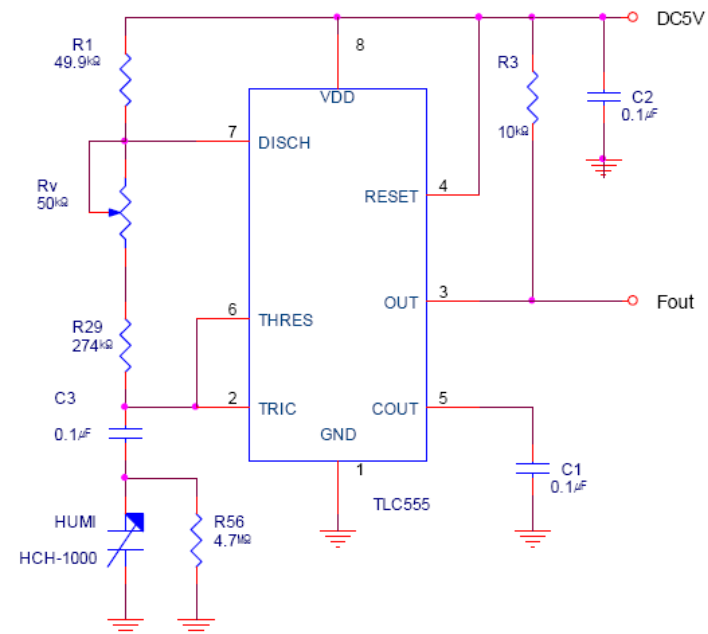 DC5V
R1
49.9㏀
8
R3
10㏀
C2
0.1㎌
VDD
7
DISCH
Rv
50㏀
4
RESET
3
OUT
Fout
6
THRES
R29
274㏀
C3
0.1㎌
2
TRIC
COUT
5
GND
1
C1
0.1㎌
TLC555
HUMI
HCH-1000
R56
4.7㏁